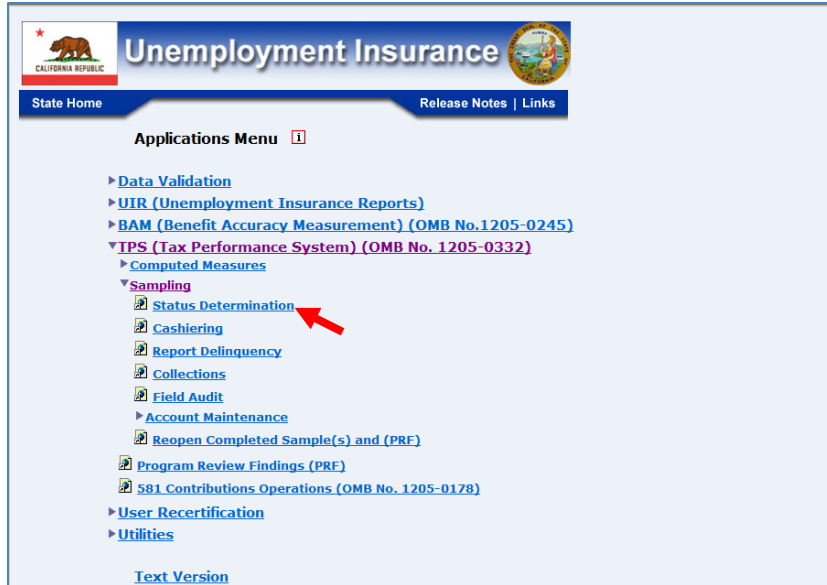 CALIFORNIA REPUBLIC
Unemployment Insurance
State Home
Release Notes | Links
Applications Menu i
Data Validation
UIR (Unemployment Insurance Reports)
BAM (Benefit Accuracy Measurement) (OMB No.1205-0245)
TPS (Tax Performance System) (OMB No. 1205-0332)
Computed Measures
Sampling
Status Determination
Cashiering
Report Delinquency
Collections
Field Audit
Account Maintenance
Reopen Completed Sample(s) and (PRF)
Program Review Findings (PRF)
581 Contributions Operations (OMB No. 1205-0178)
User Recertification
Utilities
Text Version